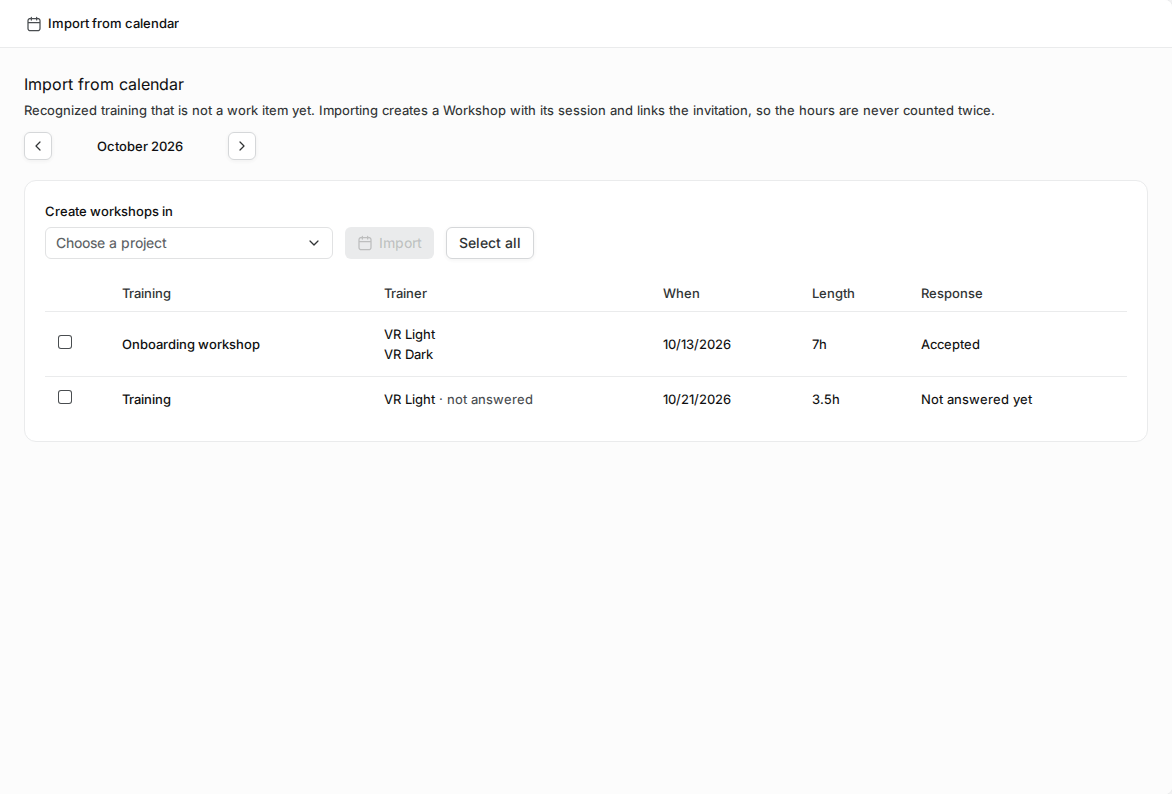 Import from calendar
Import from calendar
Recognized training that is not a work item yet. Importing creates a Workshop with its session and links the invitation, so the hours are never counted twice.
October 2026
Create workshops in
Choose a project
Import
Select all
Training Trainer When Length Response
Onboarding workshop VR Light VR Dark 10/13/2026 7h Accepted
Training VR Light · not answered 10/21/2026 3.5h Not answered yet